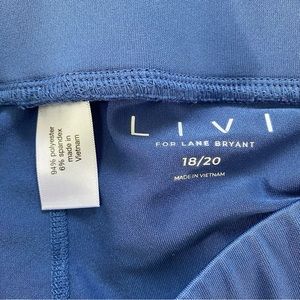 94% polyester
6% spandex
made in
Vietnam
LIVI
FOR LANE BRYANT
18/20
MADE IN VIETNAM